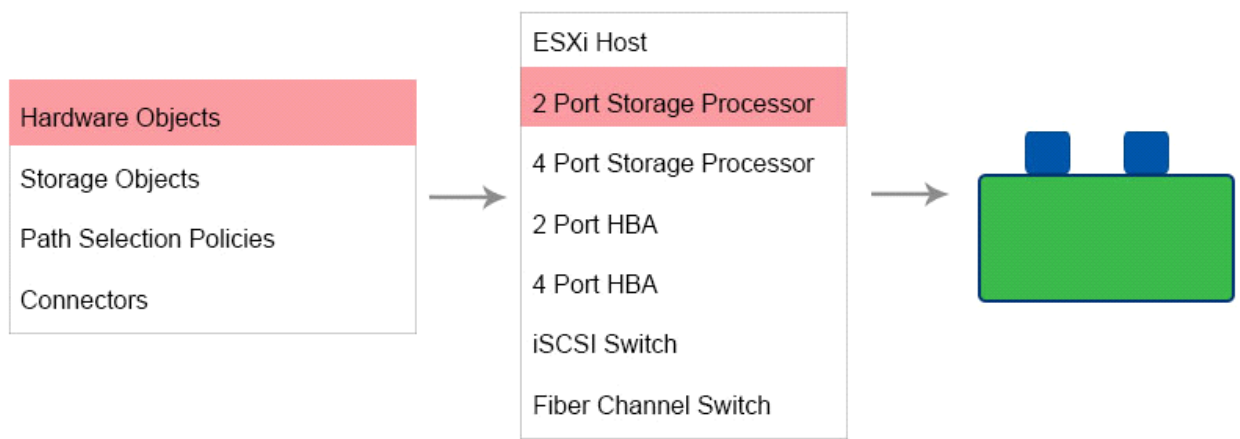 Hardware Objects
Storage Objects
Path Selection Policies
Connectors
ESXi Host
2 Port Storage Processor
4 Port Storage Processor
2 Port HBA
4 Port HBA
iSCSI Switch
Fiber Channel Switch